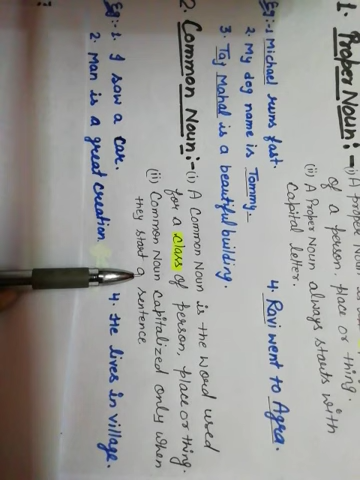 1. Proper Noun:- (i) A Proper Noun
of a person, place or thing.
(ii) A Proper Noun always starts with
capital letter.
Eg:-1 Michael runs fast.
4. Ravi went to Agra.
2. My dog name is Tommy.
3. Taj Mahal is a beautiful building.
2. Common Noun:- (i) A Common Noun is the word used
for a class of person, place or thing.
(ii) Common Noun capitalized only when
they start a sentence
Eg:-1. I saw a car.
2. Man is a great creation.
4. He lives in village.